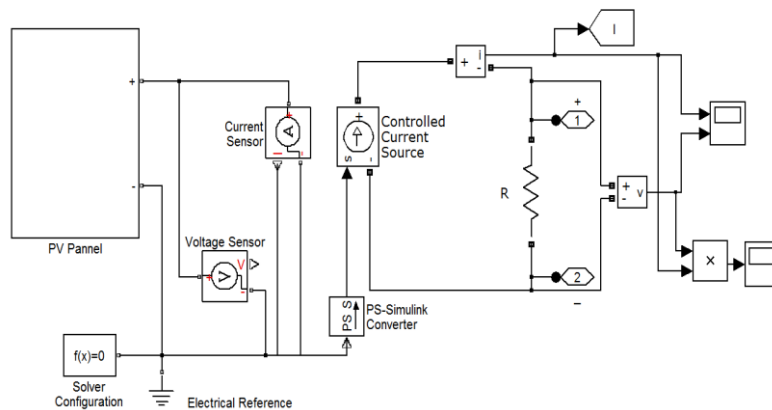 +
-
PV Pannel
Current
Sensor
+
A
I
-
Voltage Sensor
V
+
V
-
f(x)=0
Solver
Configuration
Electrical Reference
PS S
PS-Simulink
Converter
+
s
-
Controlled
Current
Source
+
i
-
I
+
1
R
2
−
+
-
v
×